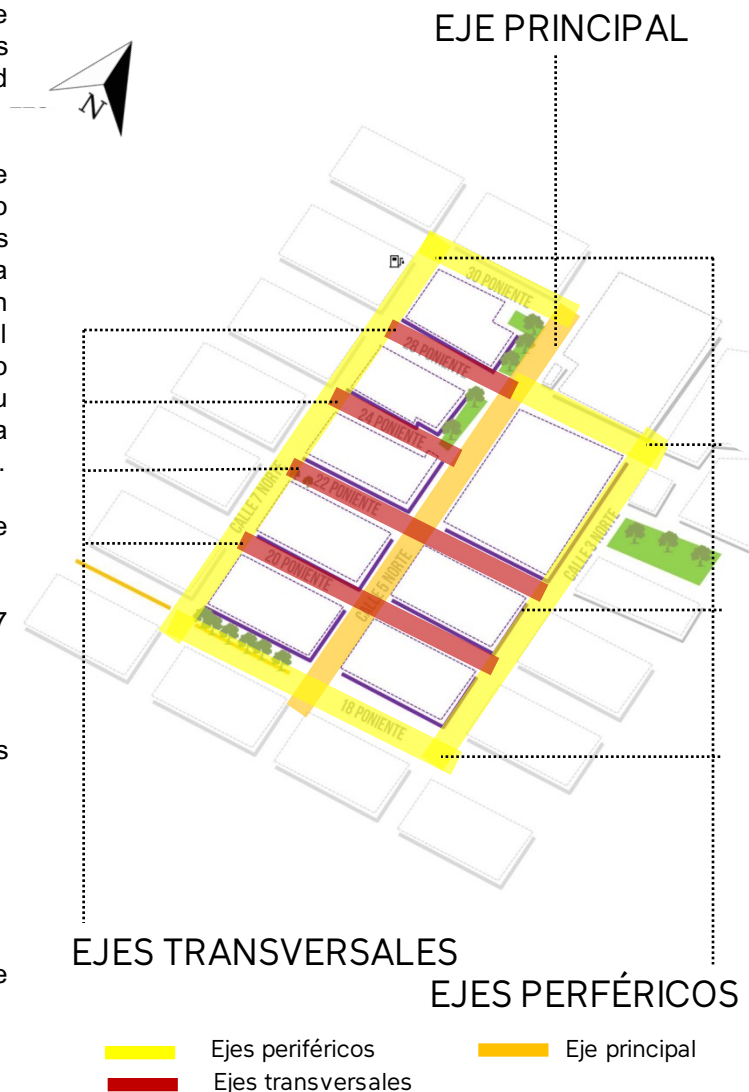 EJE PRINCIPAL
e
s
d
N
e
o
s
a
n
l
o
u
a
.
e
7
s
e
30 PONIENTE
28 PONIENTE
24 PONIENTE
22 PONIENTE
20 PONIENTE
18 PONIENTE
CALLE 7 NORTE
CALLE 5 NORTE
CALLE 3 NORTE
EJES TRANSVERSALES
EJES PERFÉRICOS
Ejes periféricos
Eje principal
Ejes transversales